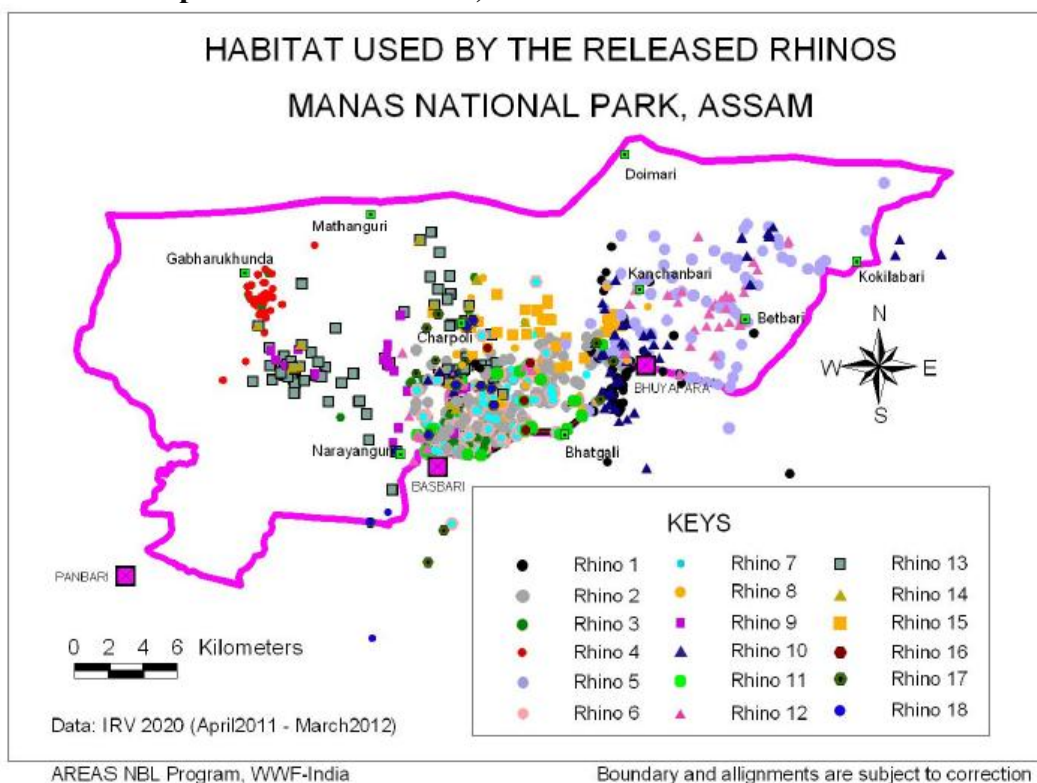 HABITAT USED BY THE RELEASED RHINOS
MANAS NATIONAL PARK, ASSAM
Doimari
Mathanguri
Gabharukhunda
Kanchanbari
Kokilabari
Charpoli
Betbari
N
W E
S
BHUYAPARA
Narayanguri
Bhatgali
BASBARI
PANBARI
KEYS
Rhino 1 Rhino 7 Rhino 13
Rhino 2 Rhino 8 Rhino 14
Rhino 3 Rhino 9 Rhino 15
Rhino 4 Rhino 10 Rhino 16
Rhino 5 Rhino 11 Rhino 17
Rhino 6 Rhino 12 Rhino 18
0 2 4 6 Kilometers
Data: IRV 2020 (April2011 - March2012)
AREAS NBL Program, WWF-India Boundary and allignments are subject to correction